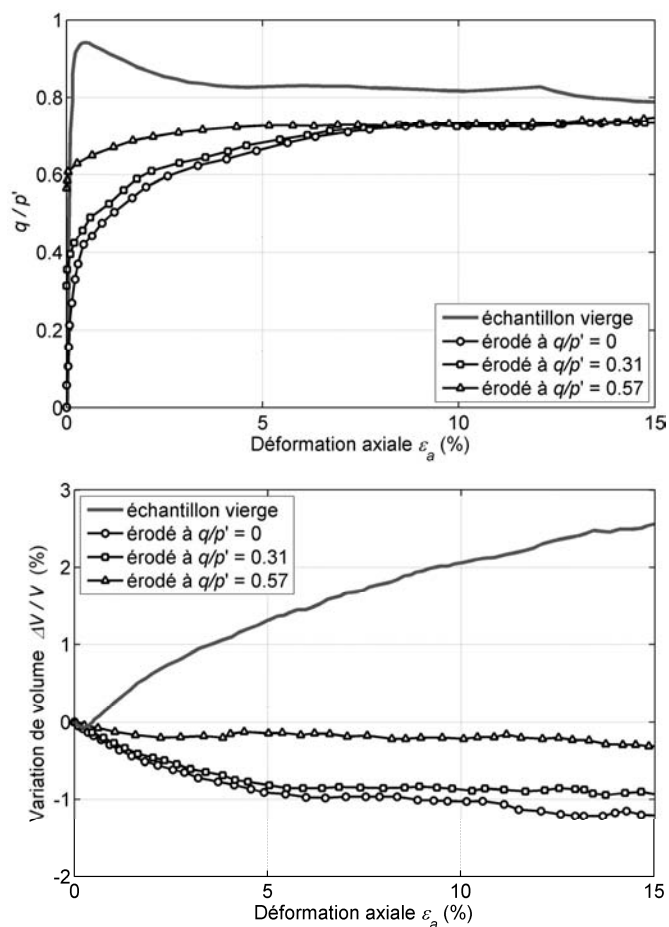 1
0.8
0.6
0.4
0.2
0
q / p'
0
5
10
15
Déformation axiale εa (%)
échantillon vierge
érodé à q/p' = 0
érodé à q/p' = 0.31
érodé à q/p' = 0.57
3
2
1
0
-1
-2
Variation de volume ΔV / V (%)
échantillon vierge
érodé à q/p' = 0
érodé à q/p' = 0.31
érodé à q/p' = 0.57
0
5
10
15
Déformation axiale εa (%)